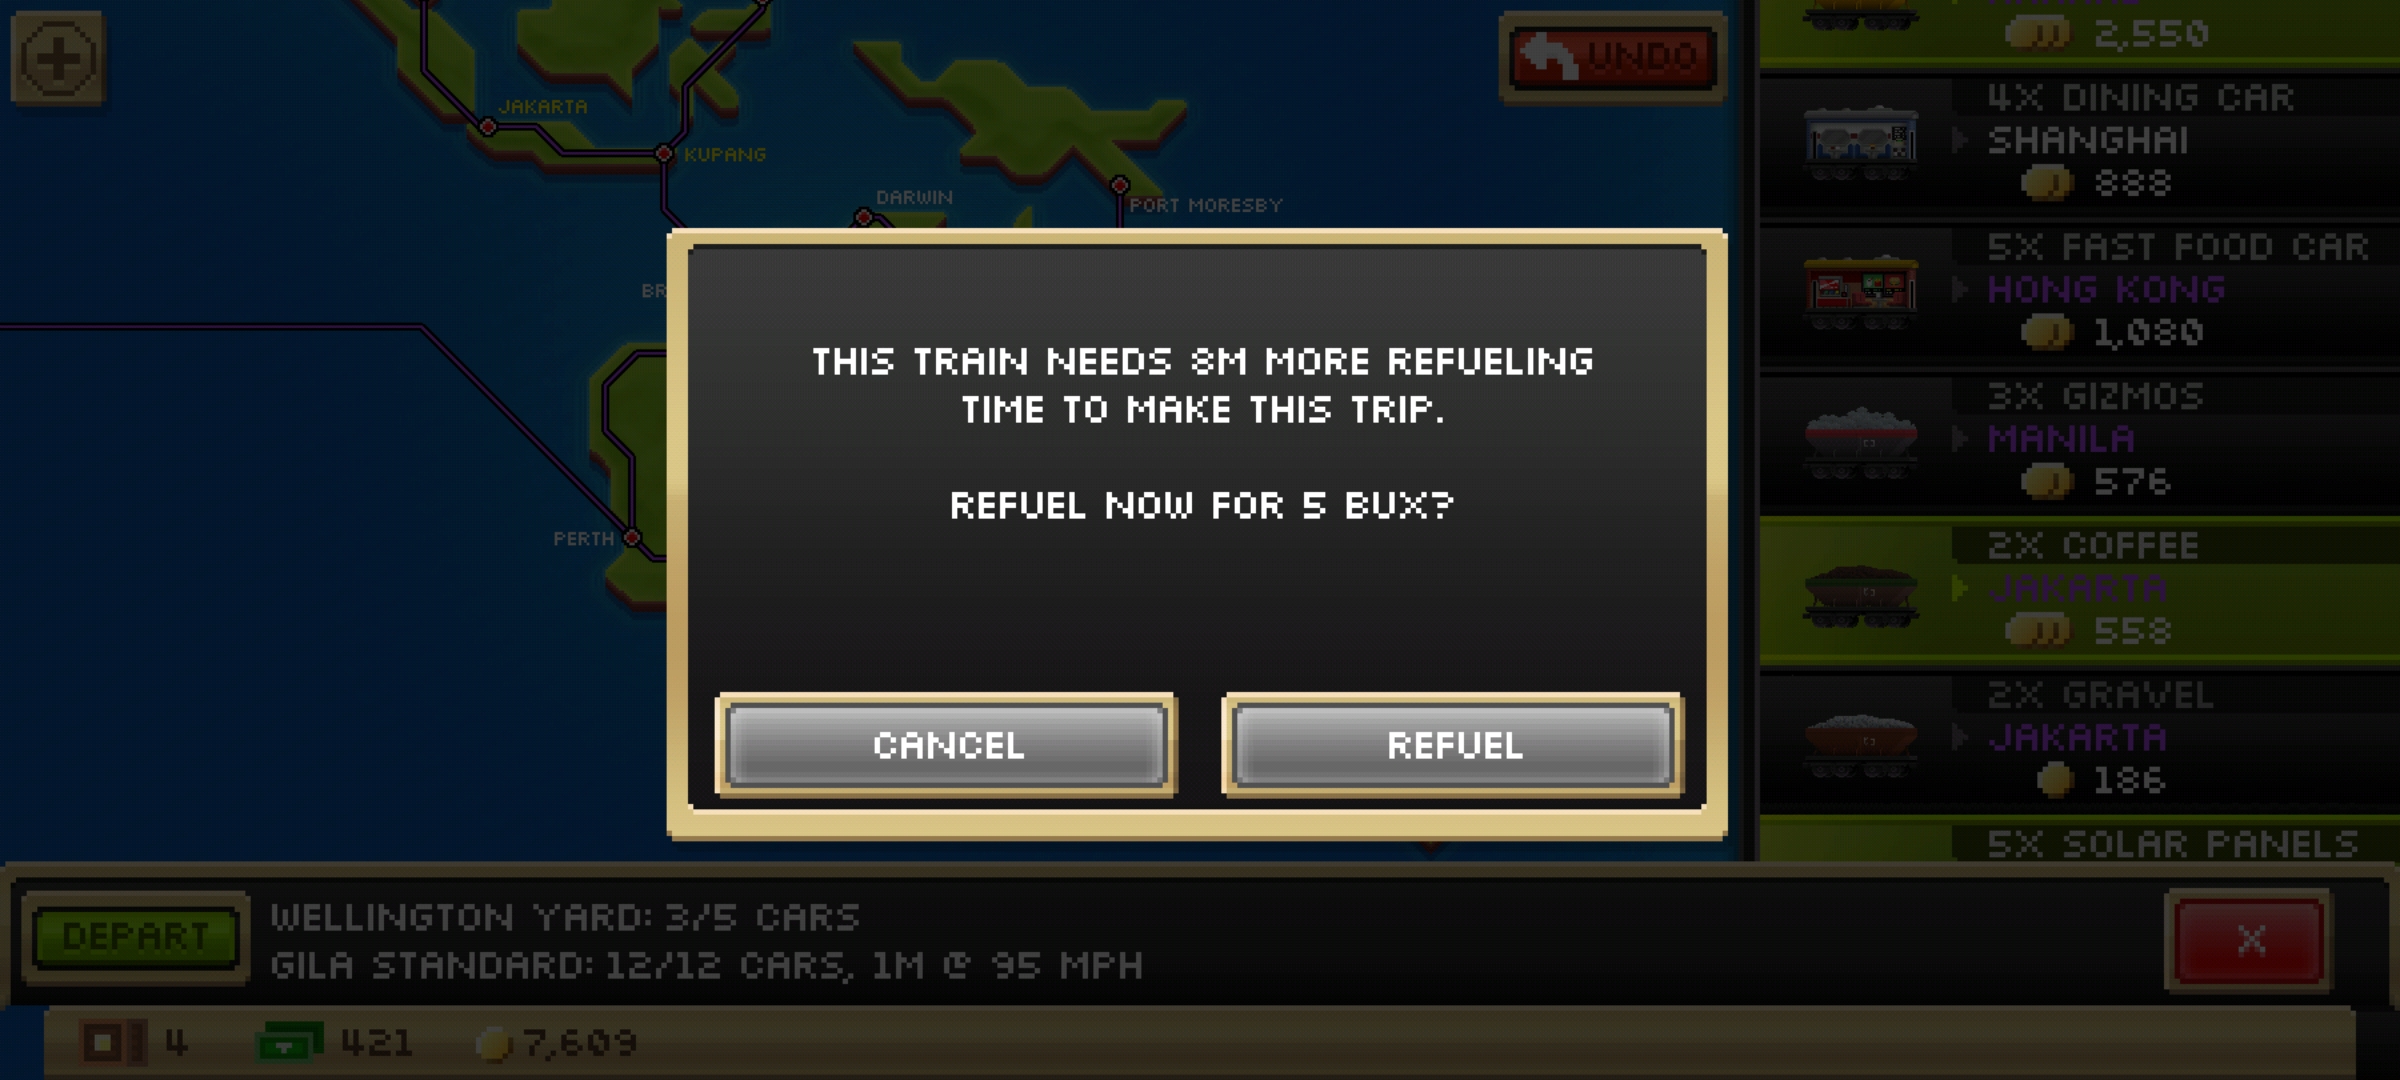 UNDO
2,550
4X DINING CAR
SHANGHAI
888
5X FAST FOOD CAR
HONG KONG
1,080
3X GIZMOS
MANILA
576
2X COFFEE
JAKARTA
558
2X GRAVEL
JAKARTA
186
5X SOLAR PANELS
JAKARTA
KUPANG
DARWIN
PORT MORESBY
BR
PERTH
THIS TRAIN NEEDS 8M MORE REFUELING
TIME TO MAKE THIS TRIP.
REFUEL NOW FOR 5 BUX?
CANCEL
REFUEL
DEPART
WELLINGTON YARD: 3/5 CARS
GILA STANDARD: 12/12 CARS, 1M @ 95 MPH
X
4
421
7,609